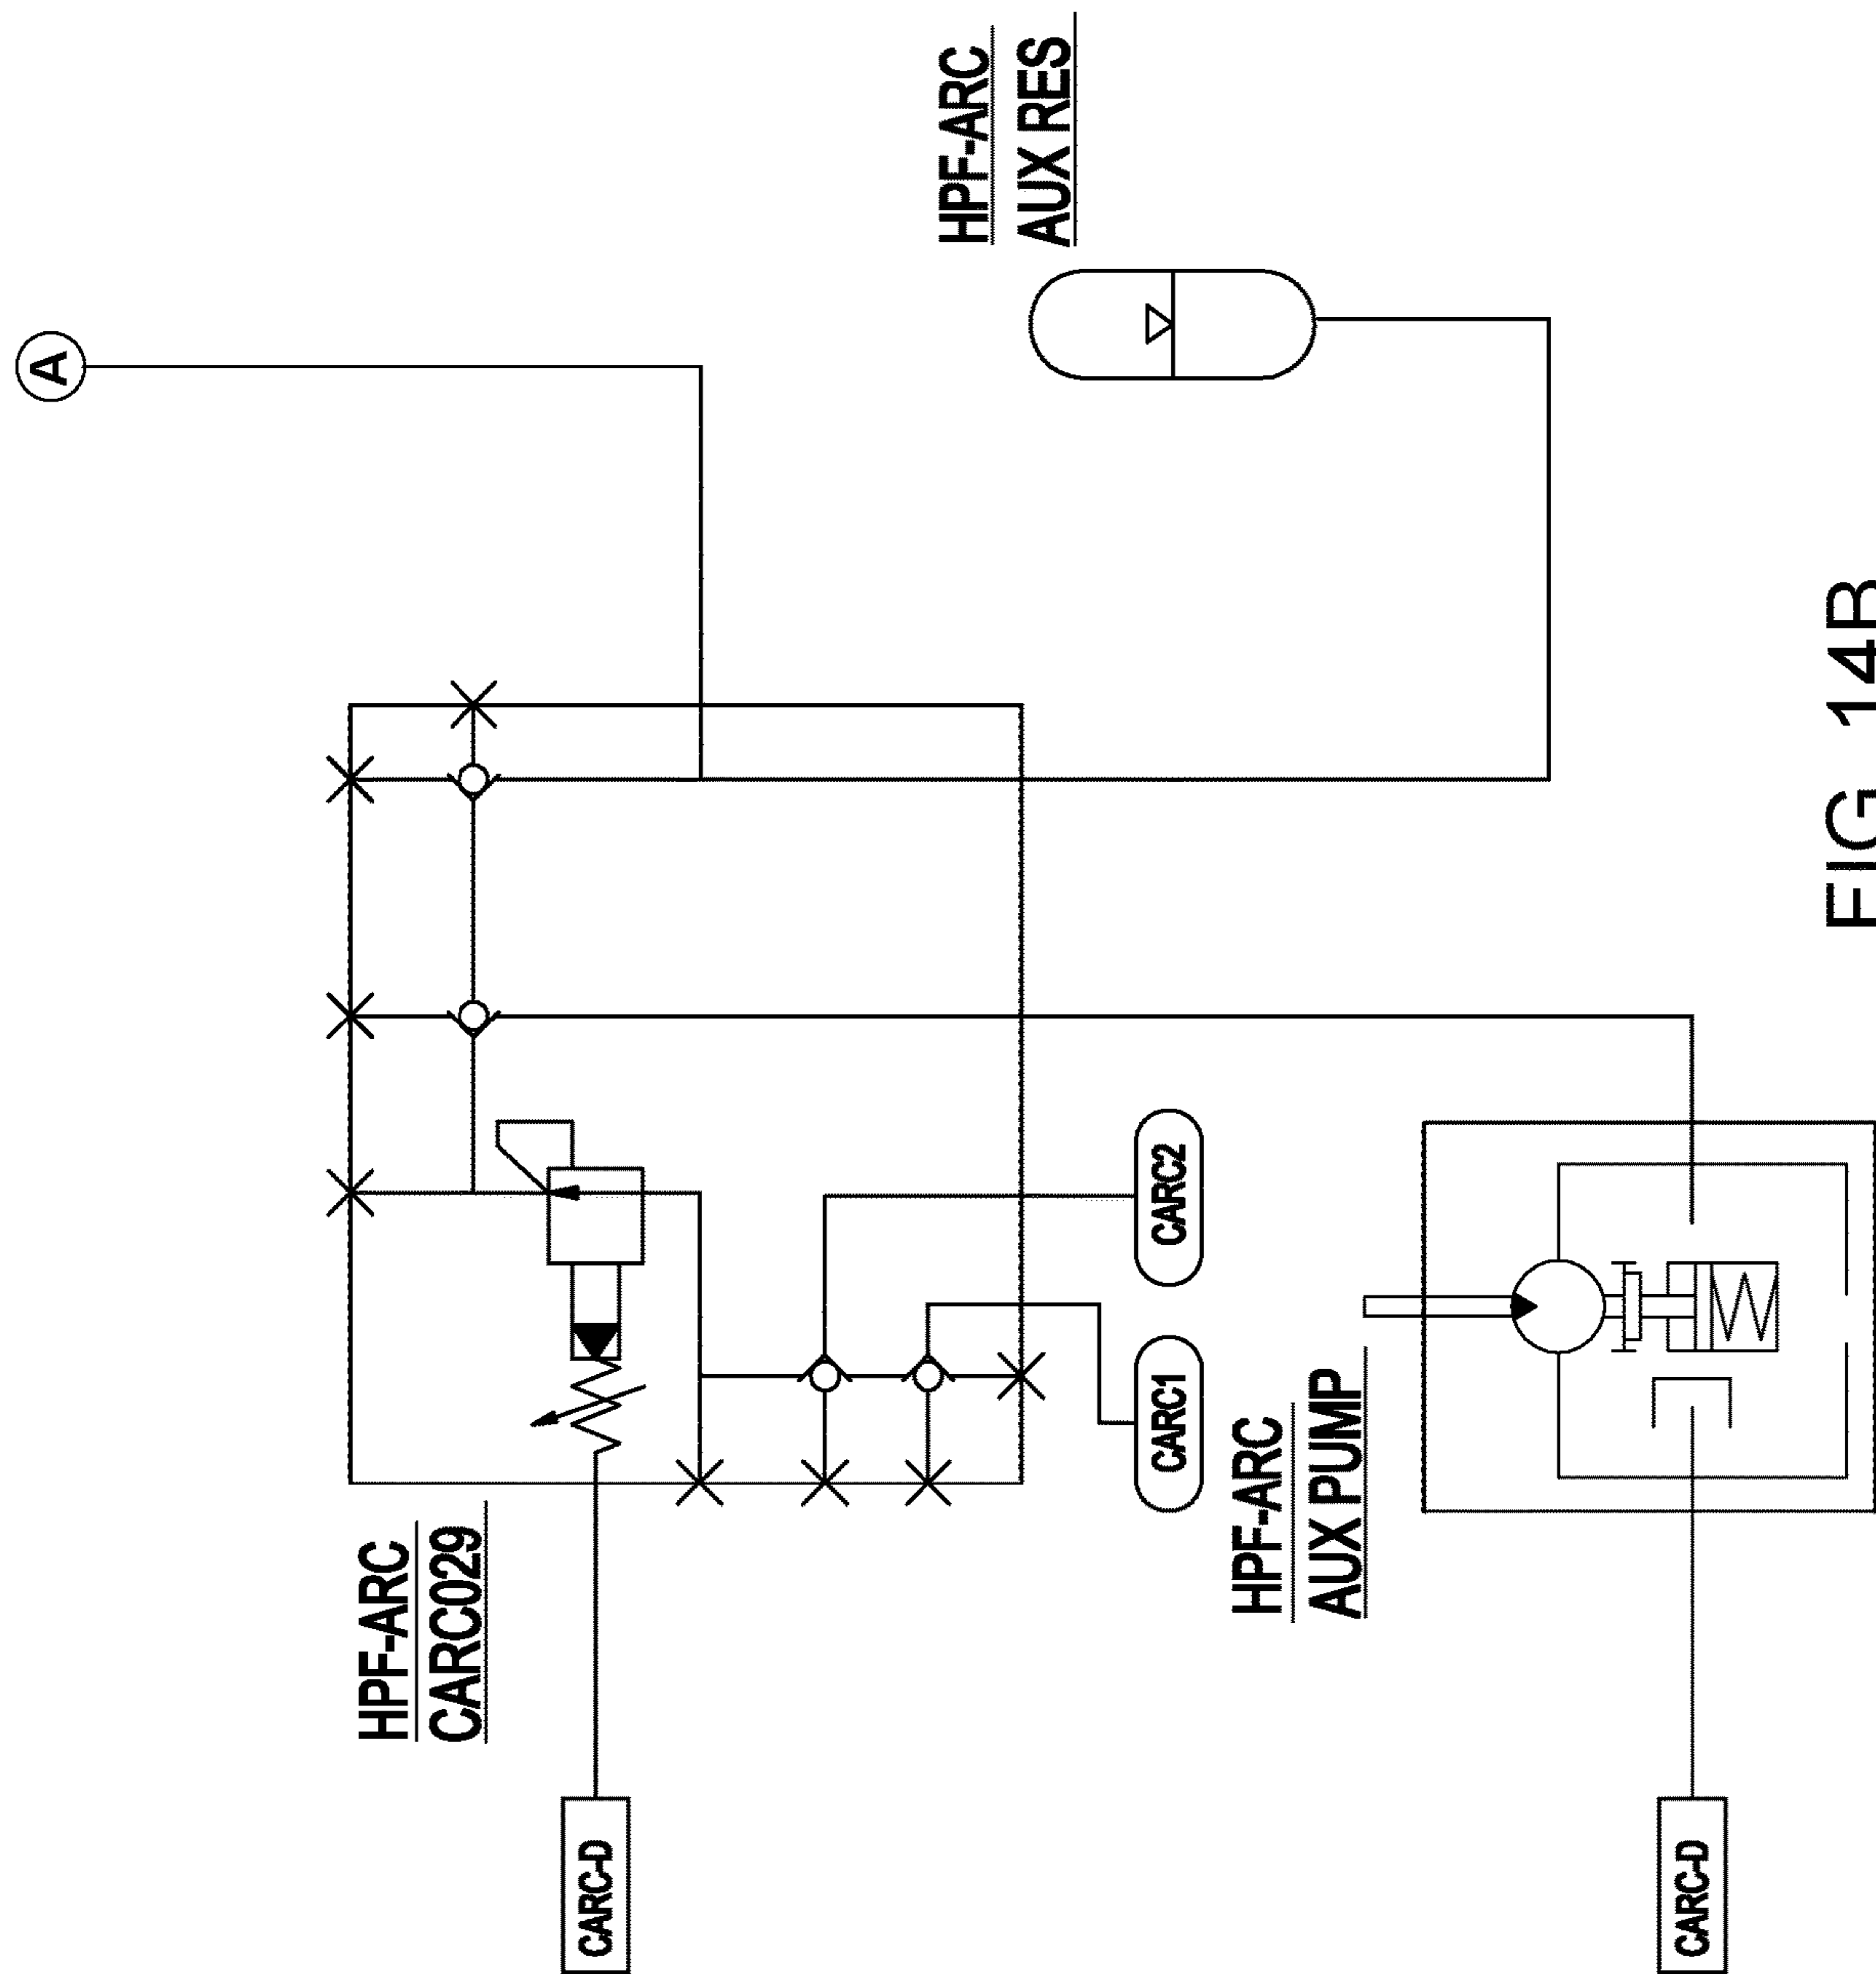 A
HPF-ARC
AUX RES
HPF-ARC
CARC029
CARC-D
CARC1
CARC2
HPF-ARC
AUX PUMP
CARC-D
FIG. 14B